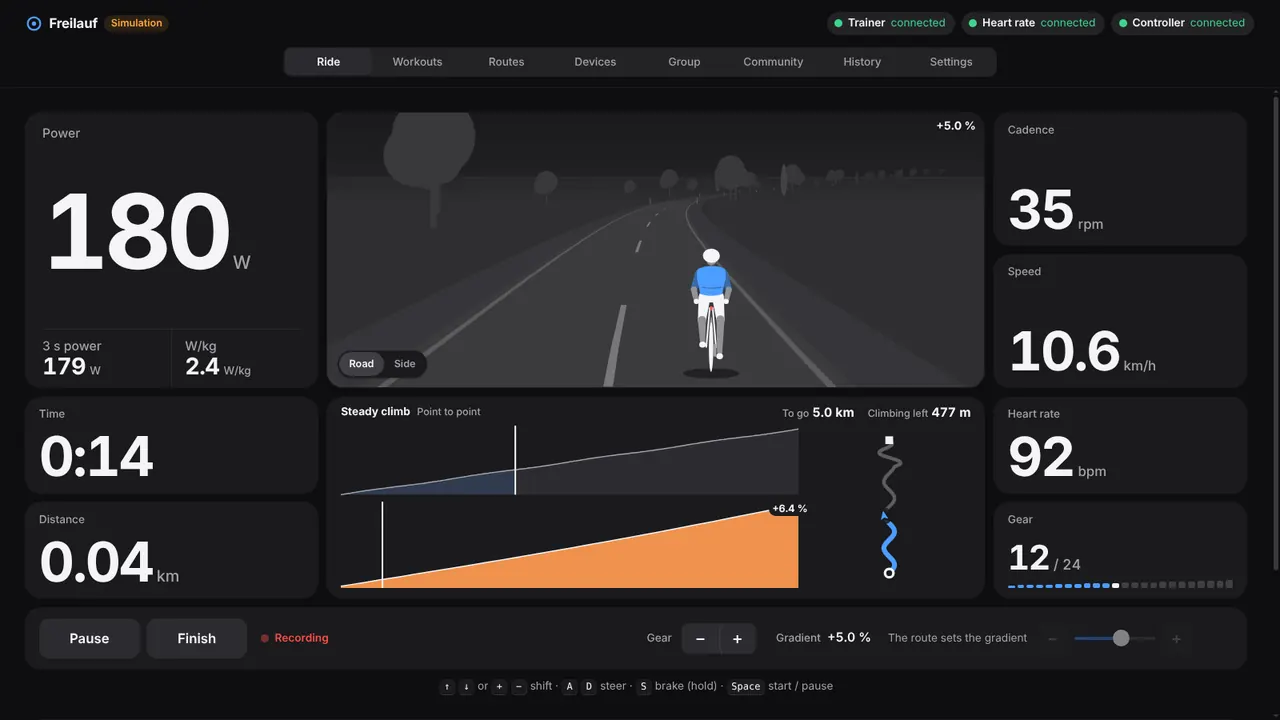 Freilauf Simulation
Trainer connected
Heart rate connected
Controller connected
Ride Workouts Routes Devices Group Community History Settings
Power
180 W
3 s power
179 W
W/kg
2.4 W/kg
+5.0 %
Road Side
Cadence
35 rpm
Speed
10.6 km/h
Time
0:14
Distance
0.04 km
Steady climb Point to point
To go 5.0 km Climbing left 477 m
+6.4 %
Heart rate
92 bpm
Gear
12 / 24
Pause Finish Recording
Gear − + Gradient +5.0 % The route sets the gradient − +
↑ ↓ or + − shift · A D steer · S brake (hold) · Space start / pause